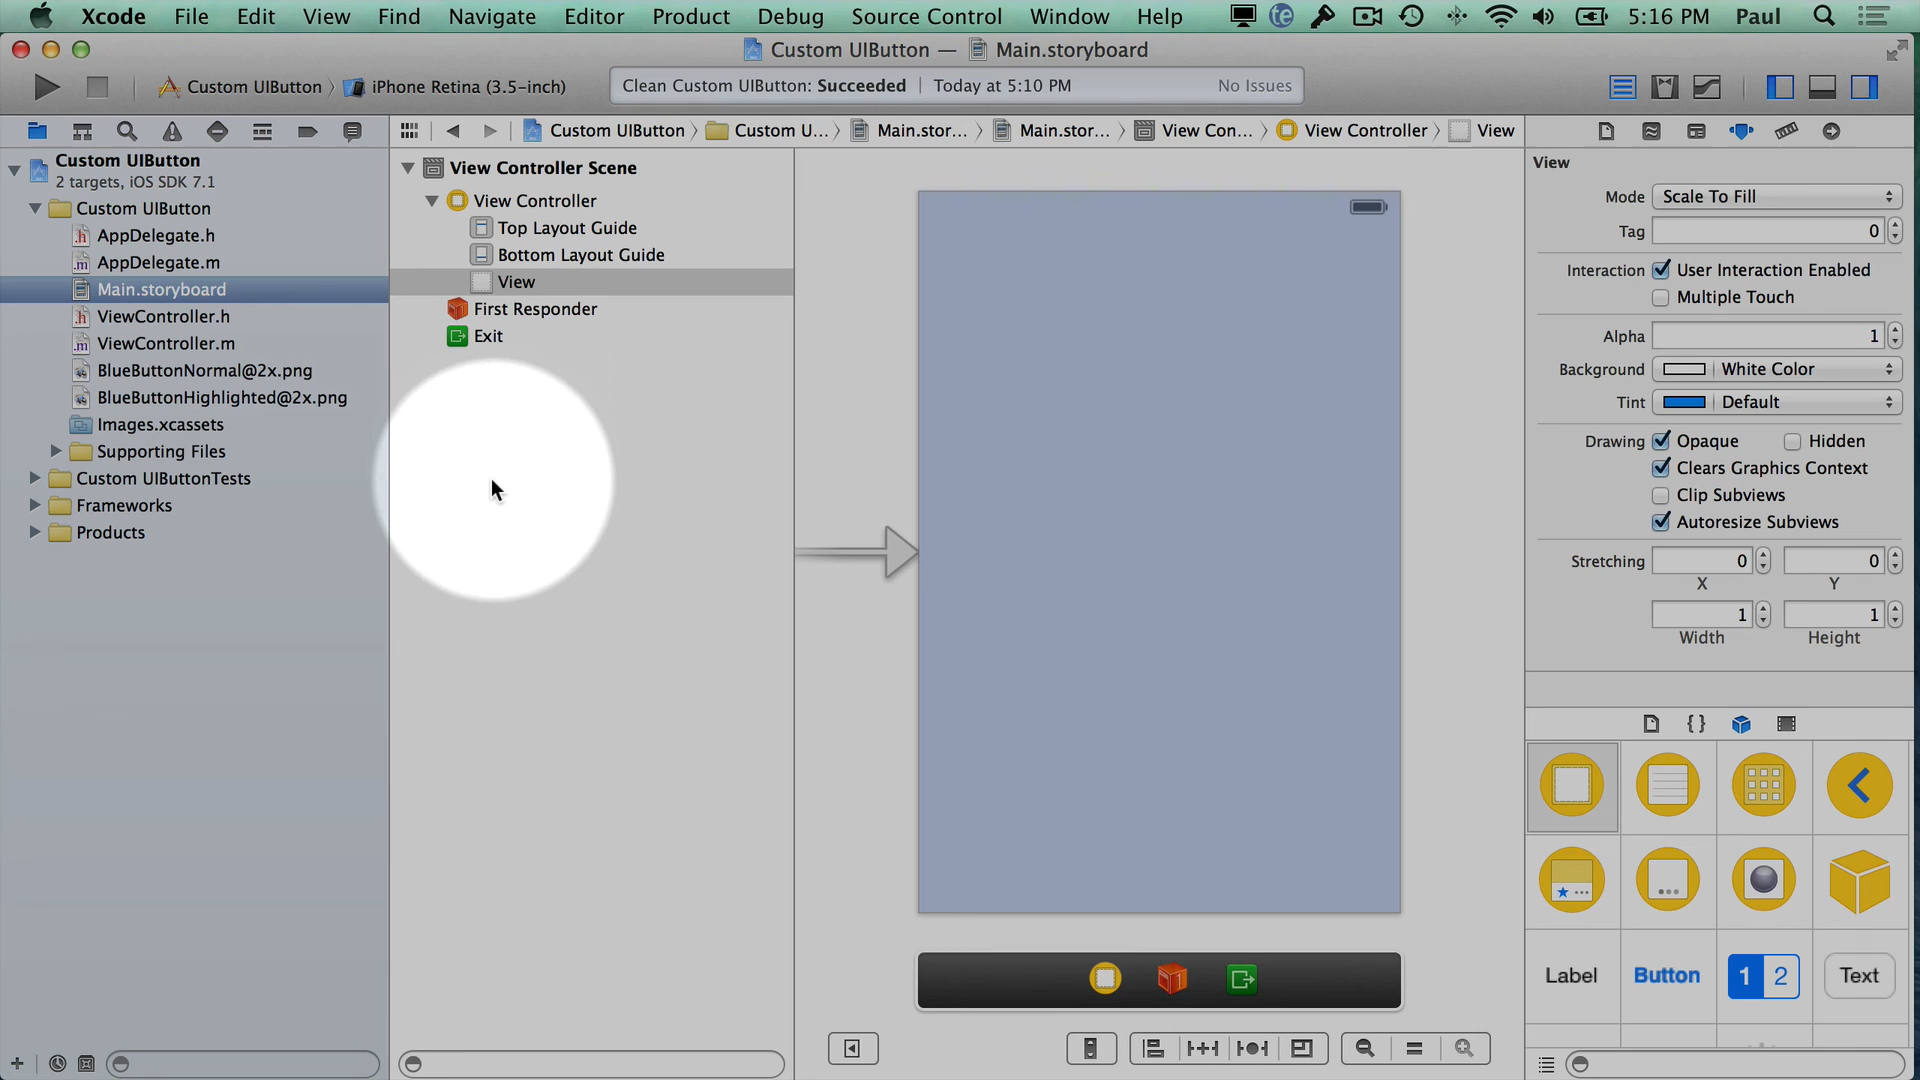 Xcode File Edit View Find Navigate Editor Product Debug Source Control Window Help te 5:16 PM Paul
Custom UIButton — Main.storyboard
Custom UIButton iPhone Retina (3.5-inch)
Clean Custom UIButton: Succeeded | Today at 5:10 PM No Issues
Custom UIButton Custom U... Main.stor... Main.stor... View Con... View Controller View
Custom UIButton
2 targets, iOS SDK 7.1
Custom UIButton
AppDelegate.h
AppDelegate.m
Main.storyboard
ViewController.h
ViewController.m
BlueButtonNormal@2x.png
BlueButtonHighlighted@2x.png
Images.xcassets
Supporting Files
Custom UIButtonTests
Frameworks
Products
View Controller Scene
View Controller
Top Layout Guide
Bottom Layout Guide
View
First Responder
Exit
View
Mode Scale To Fill
Tag 0
Interaction User Interaction Enabled
Multiple Touch
Alpha 1
Background White Color
Tint Default
Drawing Opaque Hidden
Clears Graphics Context
Clip Subviews
Autoresize Subviews
Stretching 0 0
X Y
1 1
Width Height
{ }
Label Button 1 2 Text